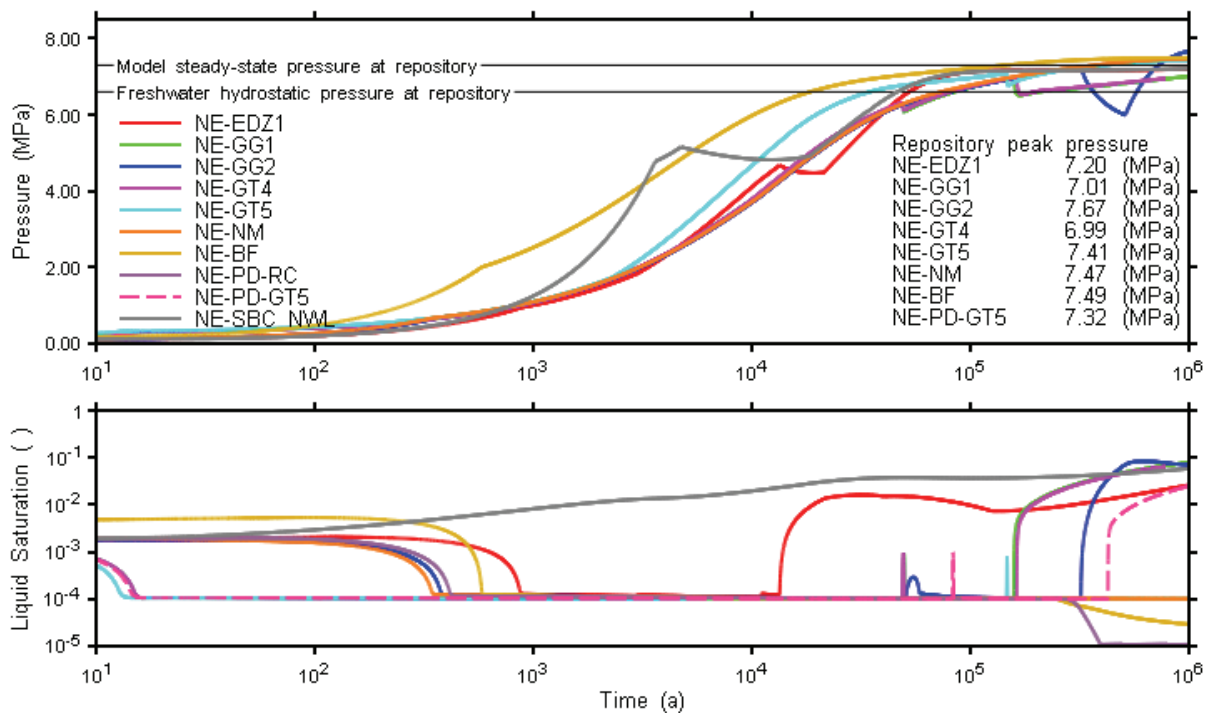 8.00
6.00
4.00
2.00
0.00
Pressure (MPa)
Model steady-state pressure at repository
Freshwater hydrostatic pressure at repository
NE-EDZ1
NE-GG1
NE-GG2
NE-GT4
NE-GT5
NE-NM
NE-BF
NE-PD-RC
NE-PD-GT5
NE-SBC_NWL
Repository peak pressure
NE-EDZ1 7.20 (MPa)
NE-GG1 7.01 (MPa)
NE-GG2 7.67 (MPa)
NE-GT4 6.99 (MPa)
NE-GT5 7.41 (MPa)
NE-NM 7.47 (MPa)
NE-BF 7.49 (MPa)
NE-PD-GT5 7.32 (MPa)
10^1 10^2 10^3 10^4 10^5 10^6
1
10^-1
10^-2
10^-3
10^-4
10^-5
Liquid Saturation ( )
10^1 10^2 10^3 10^4 10^5 10^6
Time (a)